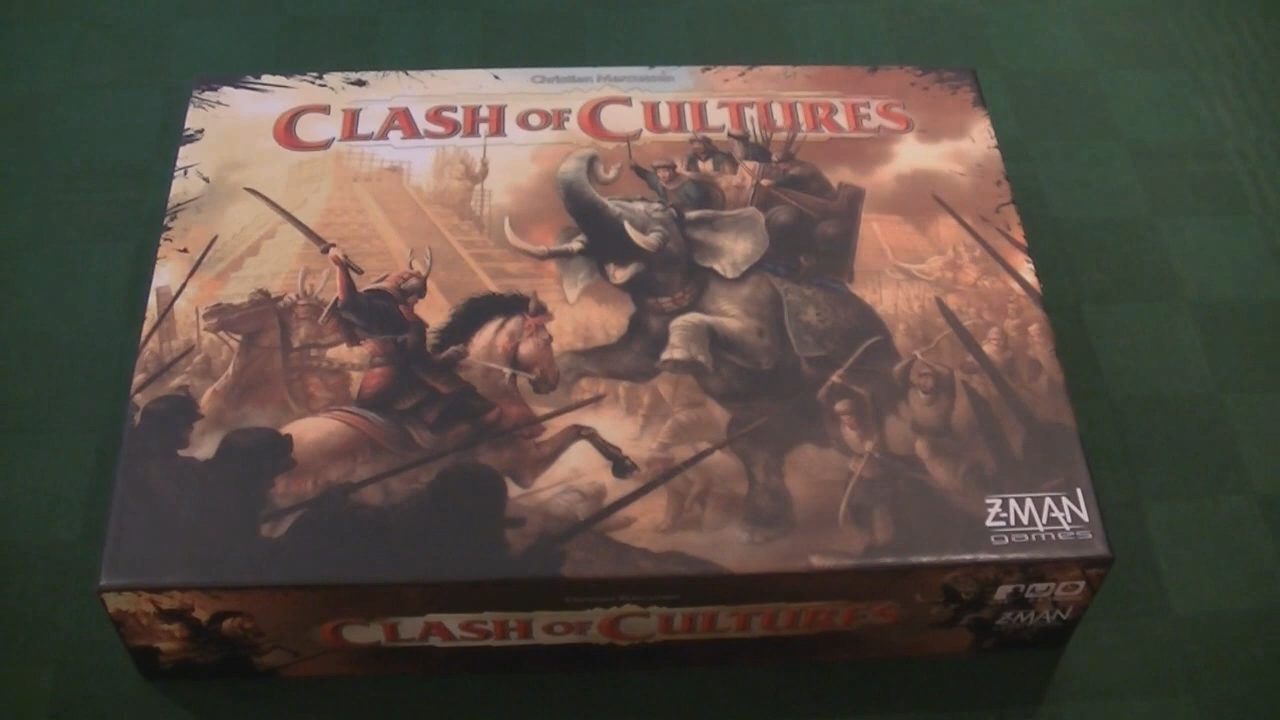 Christian Marcussen
CLASH OF CULTURES
Z-MAN
games
CLASH OF CULTURES
Z-MAN